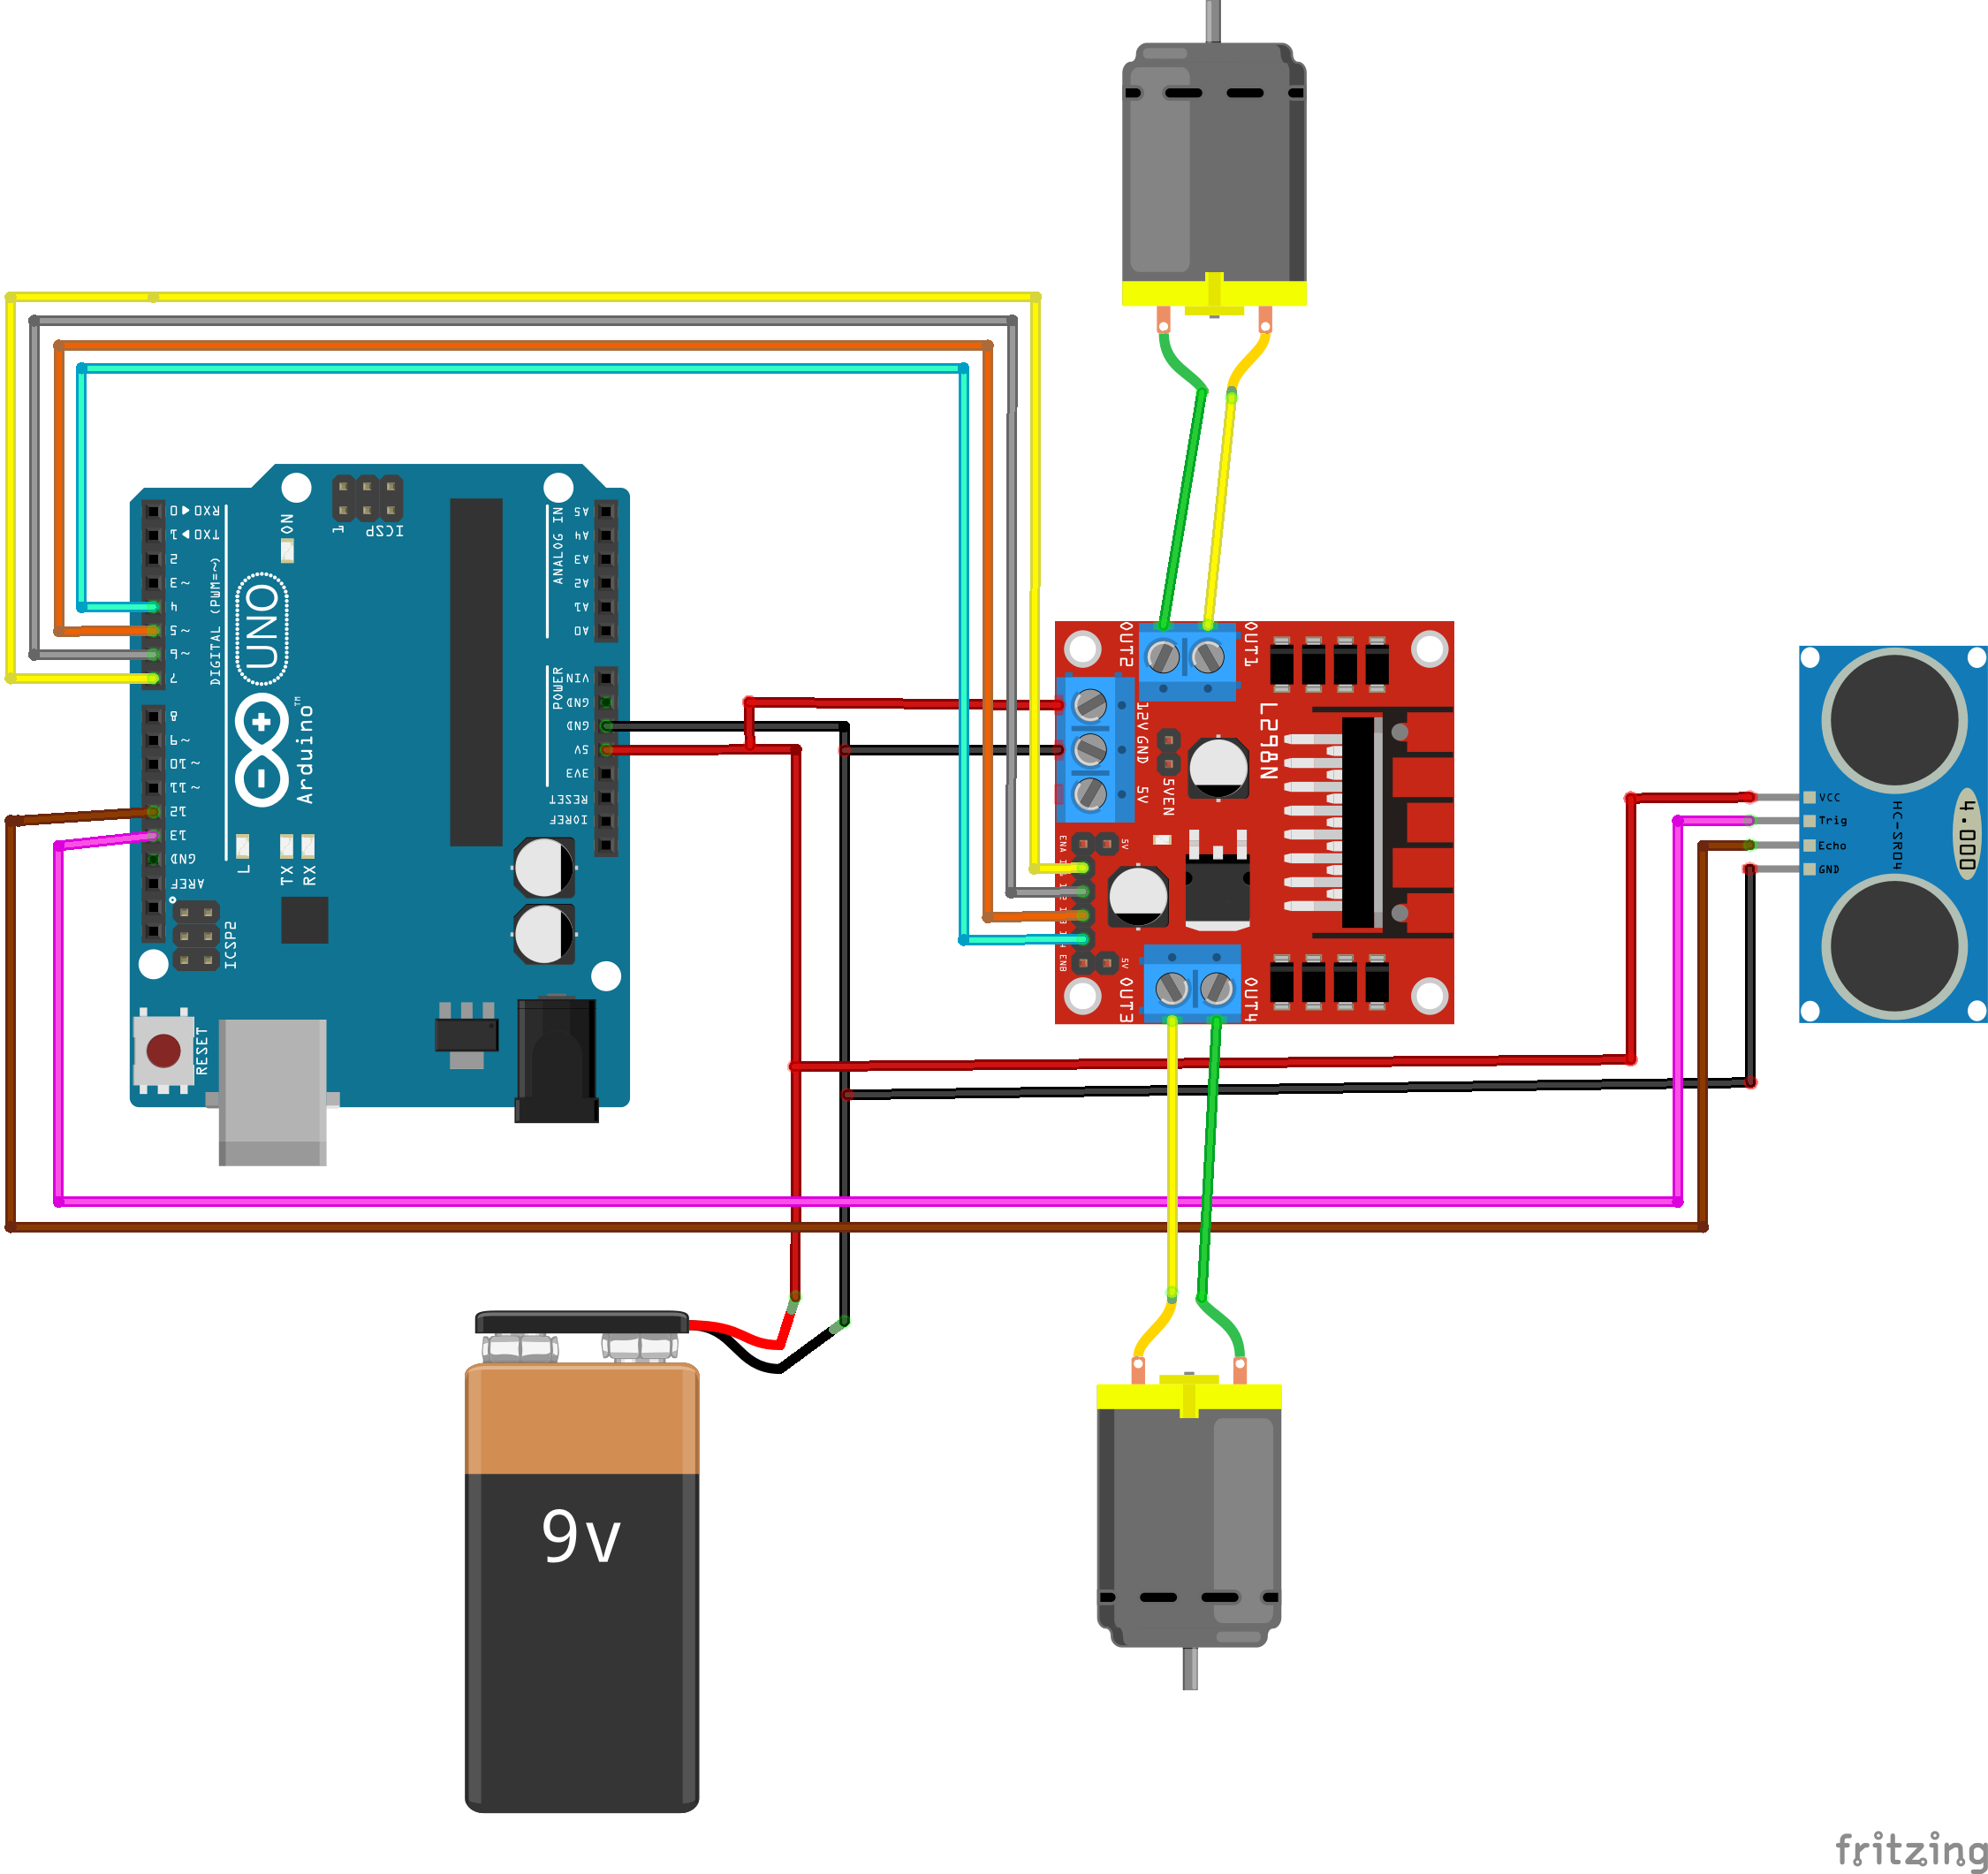 RX0◀0
TX0▶1
2
~3
4
~5
~6
7
8
~9
~10
~11
12
13
GND
AREF
DIGITAL (PWM=~)
UNO
Arduino™
ON
1
ICSP
ICSP2
L
TX
RX
RESET
ANALOG IN
A5
A4
A3
A2
A1
A0
POWER
VIN
GND
GND
5V
3V3
RESET
IOREF
OUT2
OUT1
12V
GND
5V
5VEN
L298N
ENA
5V
ENB
5V
OUT3
OUT4
VCC
Trig
Echo
GND
HC-SR04
4.000
9v
fritzing